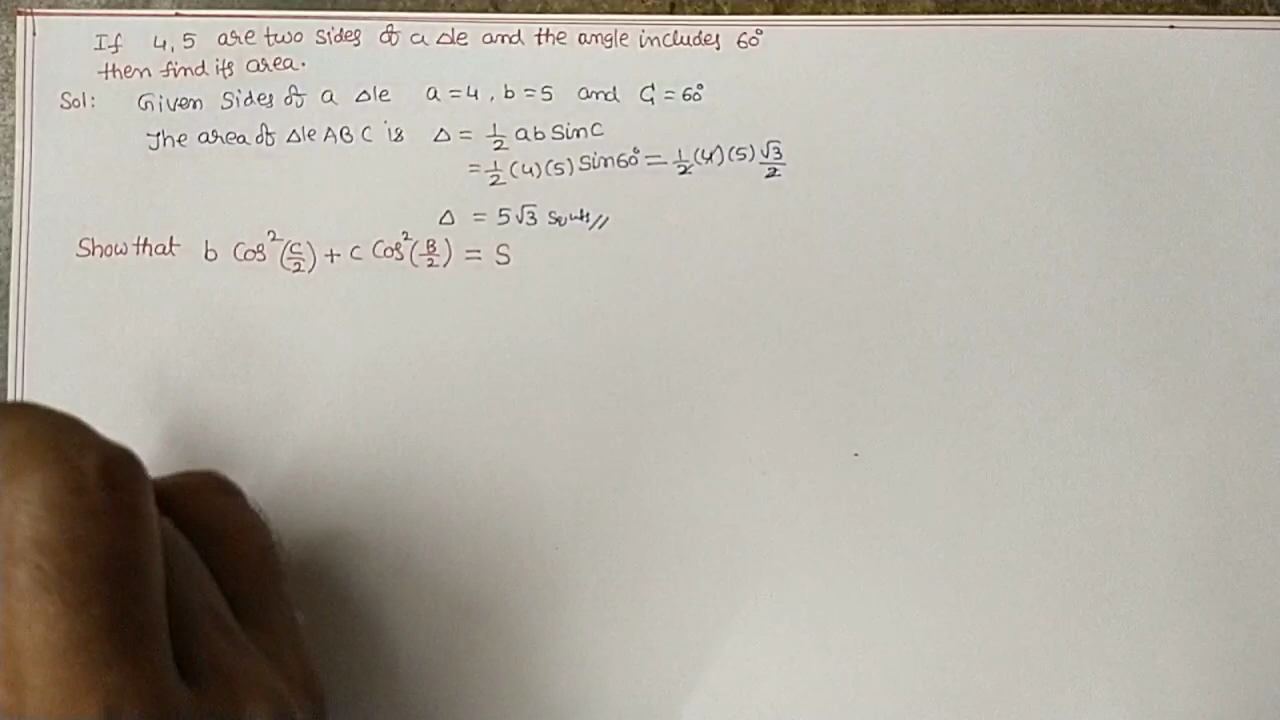 If 4, 5 are two sides of a Δle and the angle includes 60°
then find its area.
Sol: Given Sides of a Δle a = 4, b = 5 and C = 60°
The area of Δle ABC is Δ = 1/2 ab Sin C
= 1/2 (4)(5) Sin 60° = 1/2 (4)(5) √3/2
Δ = 5√3
Show that b Cos²(C/2) + c Cos²(B/2) = S